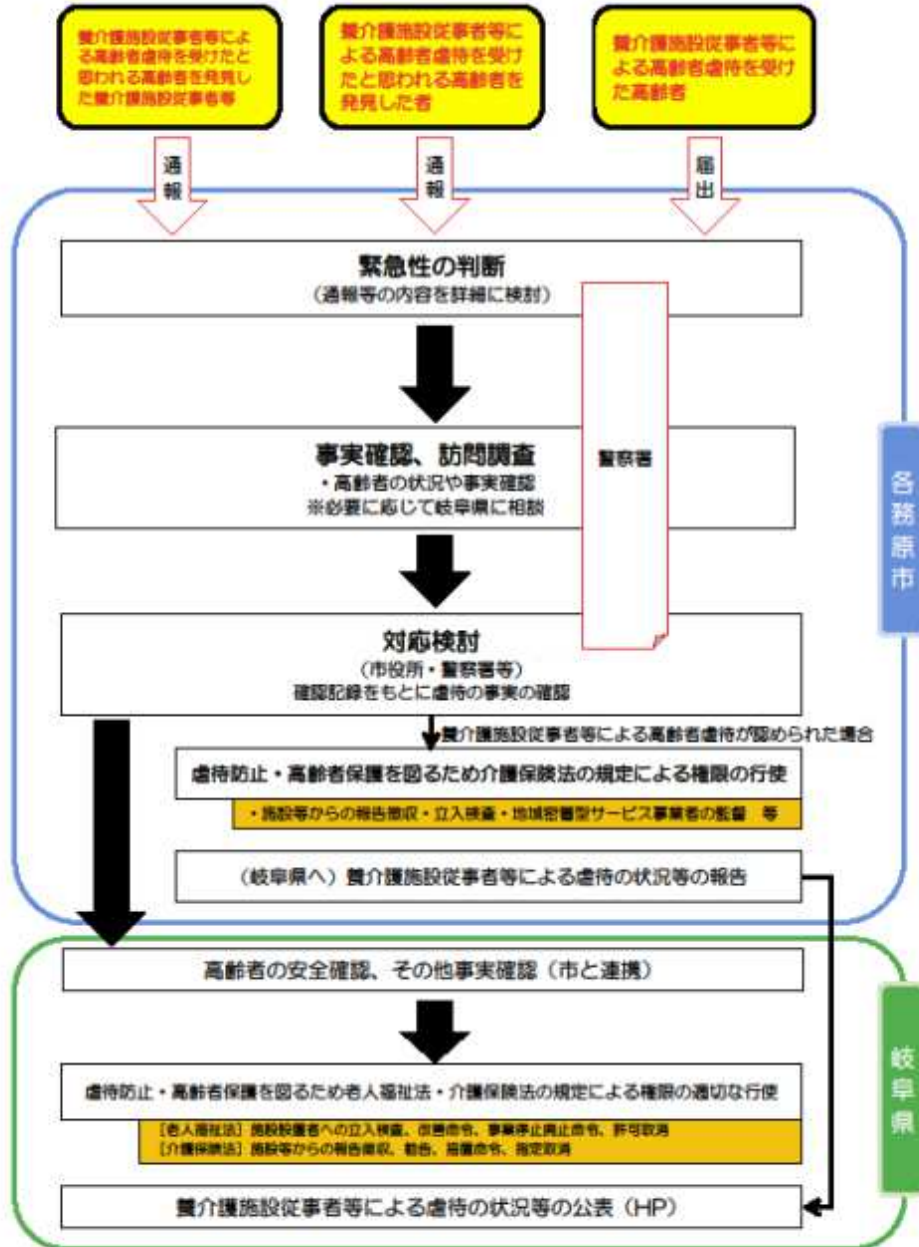 養介護施設従事者等によ
る高齢者虐待を受けたと
思われる高齢者を発見し
た養介護施設従事者等
養介護施設従事者等
による高齢者虐待を受け
たと思われる高齢者を
発見した者
養介護施設従事者等に
よる高齢者虐待を受け
た高齢者
通報
通報
届出
緊急性の判断
（通報等の内容を詳細に検討）
事実確認、訪問調査
・高齢者の状況や事実確認
※必要に応じて岐阜県に相談
警察署
各務原市
対応検討
（市役所・警察署等）
確認記録をもとに虐待の事実の確認
養介護施設従事者等による高齢者虐待が認められた場合
虐待防止・高齢者保護を図るため介護保険法の規定による権限の行使
・施設等からの報告徴収・立入検査・地域密着型サービス事業者の監督　等
（岐阜県へ）養介護施設従事者等による虐待の状況等の報告
高齢者の安全確認、その他事実確認（市と連携）
岐阜県
虐待防止・高齢者保護を図るため老人福祉法・介護保険法の規定による権限の適切な行使
［老人福祉法］施設設置者への立入検査、改善命令、事業停止廃止命令、許可取消
［介護保険法］施設等からの報告徴収、勧告、措置命令、指定取消
養介護施設従事者等による虐待の状況等の公表（HP）